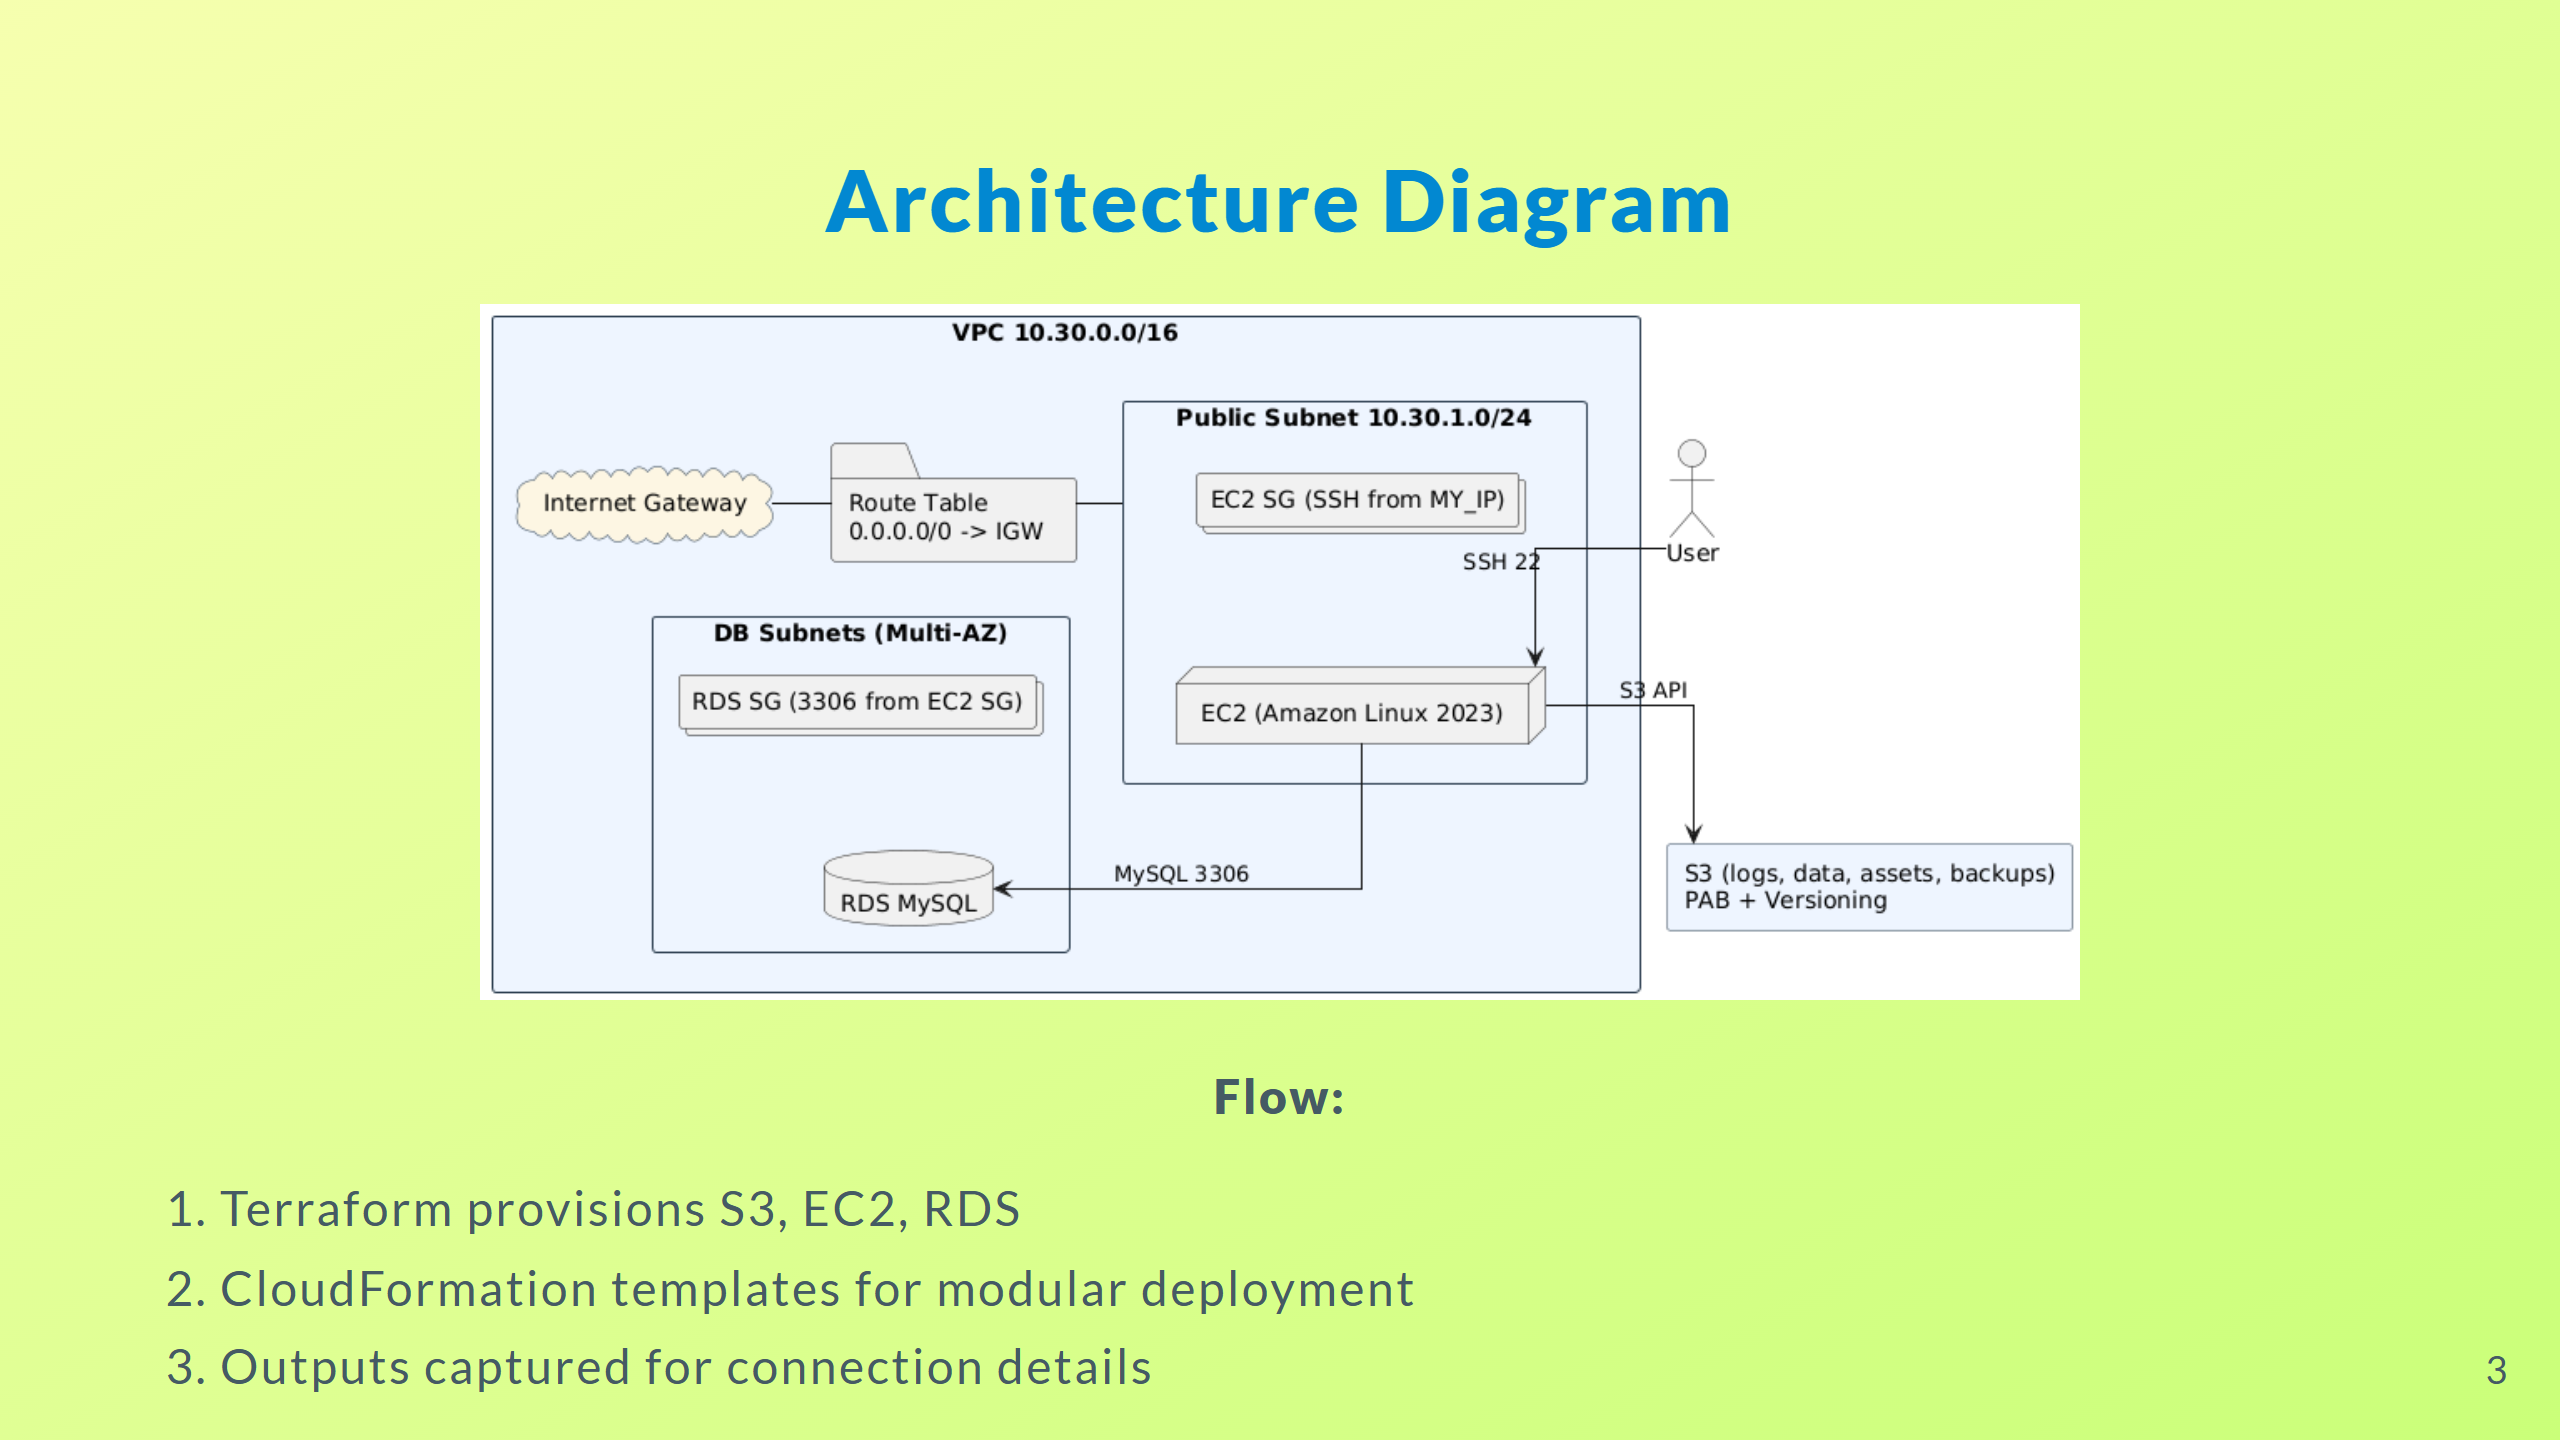 Architecture Diagram
VPC 10.30.0.0/16
Public Subnet 10.30.1.0/24
Internet Gateway
Route Table
0.0.0.0/0 -> IGW
EC2 SG (SSH from MY_IP)
SSH 22
User
DB Subnets (Multi-AZ)
RDS SG (3306 from EC2 SG)
EC2 (Amazon Linux 2023)
S3 API
MySQL 3306
RDS MySQL
S3 (logs, data, assets, backups)
PAB + Versioning
Flow:
1. Terraform provisions S3, EC2, RDS
2. CloudFormation templates for modular deployment
3. Outputs captured for connection details
3